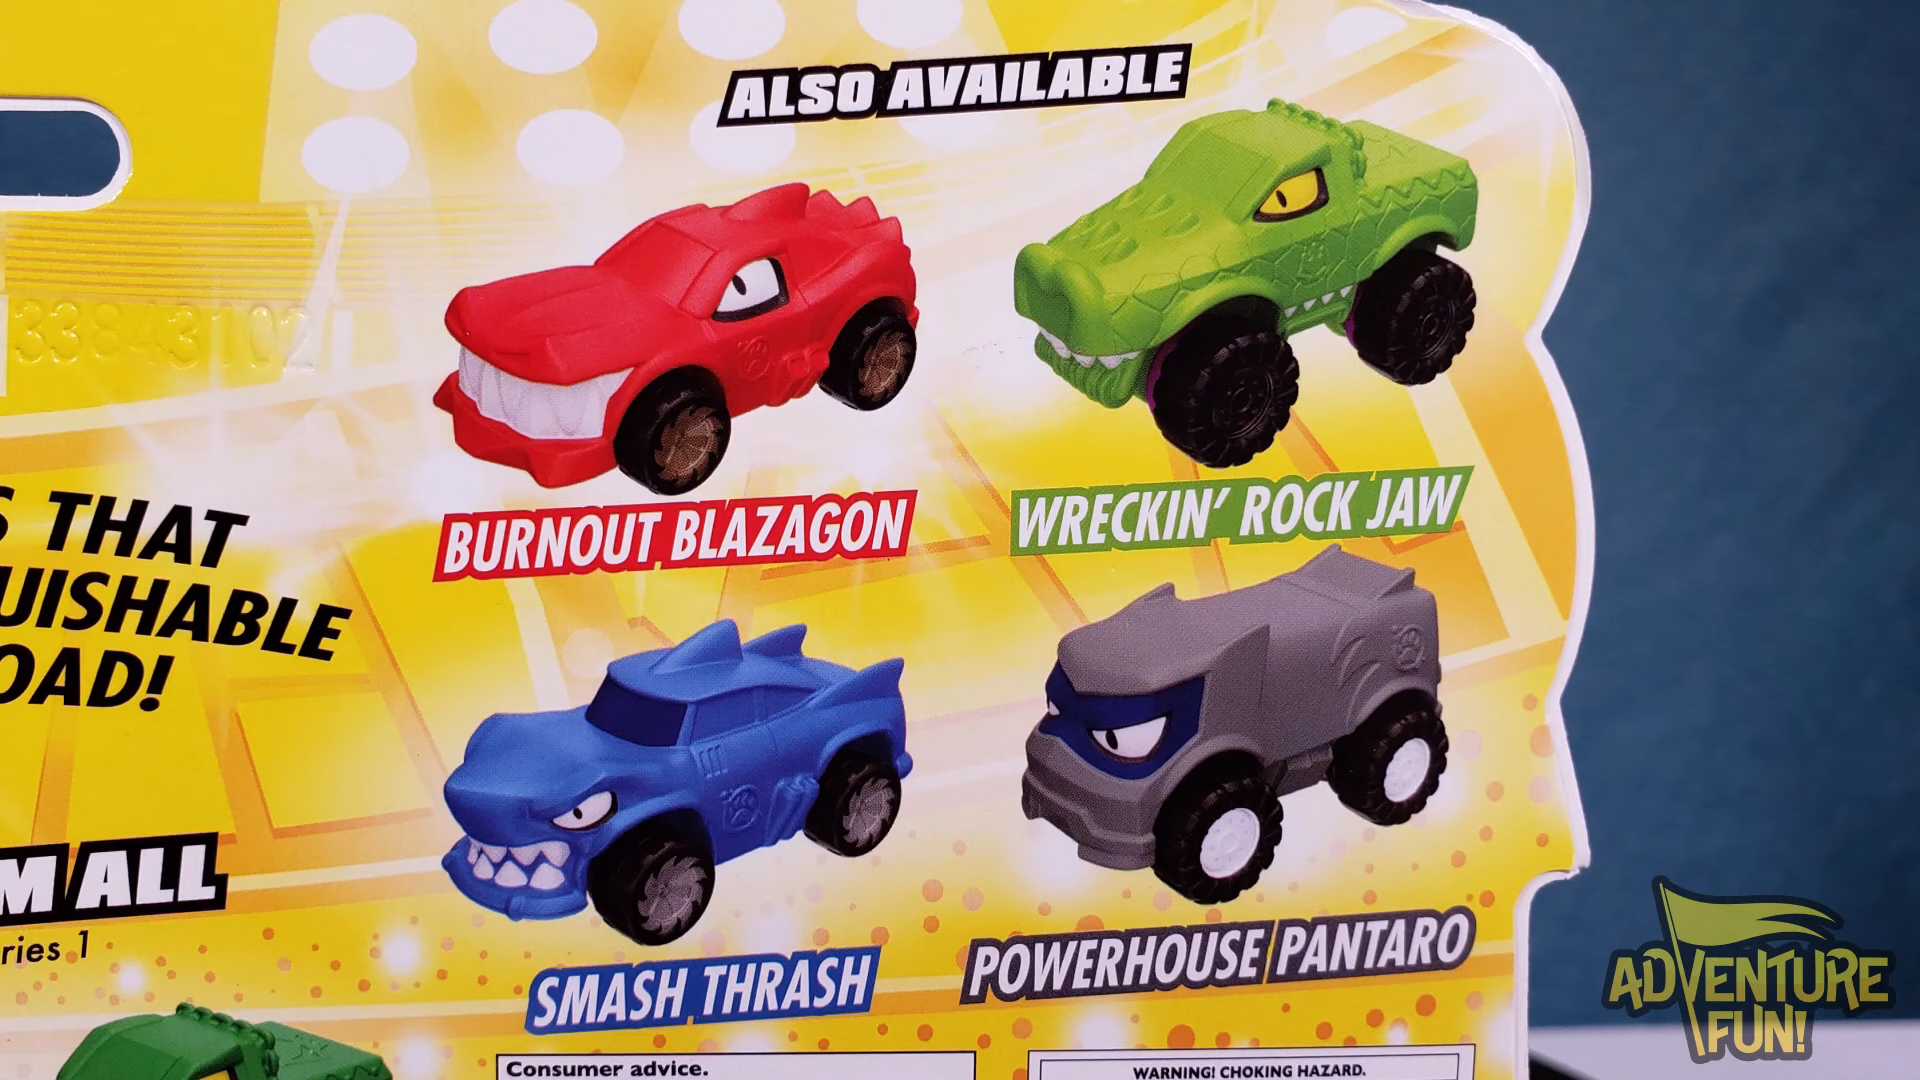 ALSO AVAILABLE
33843102
BURNOUT BLAZAGON
WRECKIN' ROCK JAW
S THAT
UISHABLE
OAD!
SMASH THRASH
POWERHOUSE PANTARO
M ALL
ries 1
Consumer advice.
WARNING! CHOKING HAZARD.
ADVENTURE
FUN!